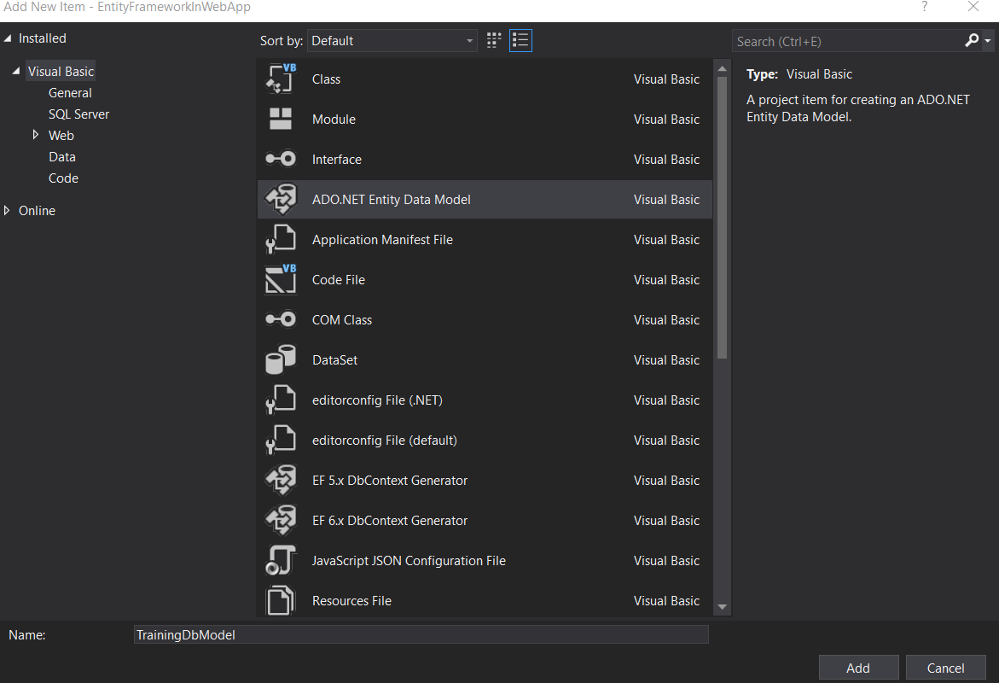 Add New Item - EntityFrameworkInWebApp ?
Installed
Visual Basic
General
SQL Server
Web
Data
Code
Online
Sort by: Default
VB Class Visual Basic
Module Visual Basic
Interface Visual Basic
ADO.NET Entity Data Model Visual Basic
Application Manifest File Visual Basic
VB Code File Visual Basic
COM Class Visual Basic
DataSet Visual Basic
editorconfig File (.NET) Visual Basic
editorconfig File (default) Visual Basic
EF 5.x DbContext Generator Visual Basic
EF 6.x DbContext Generator Visual Basic
JavaScript JSON Configuration File Visual Basic
Resources File Visual Basic
Search (Ctrl+E)
Type: Visual Basic
A project item for creating an ADO.NET
Entity Data Model.
Name: TrainingDbModel
Add Cancel